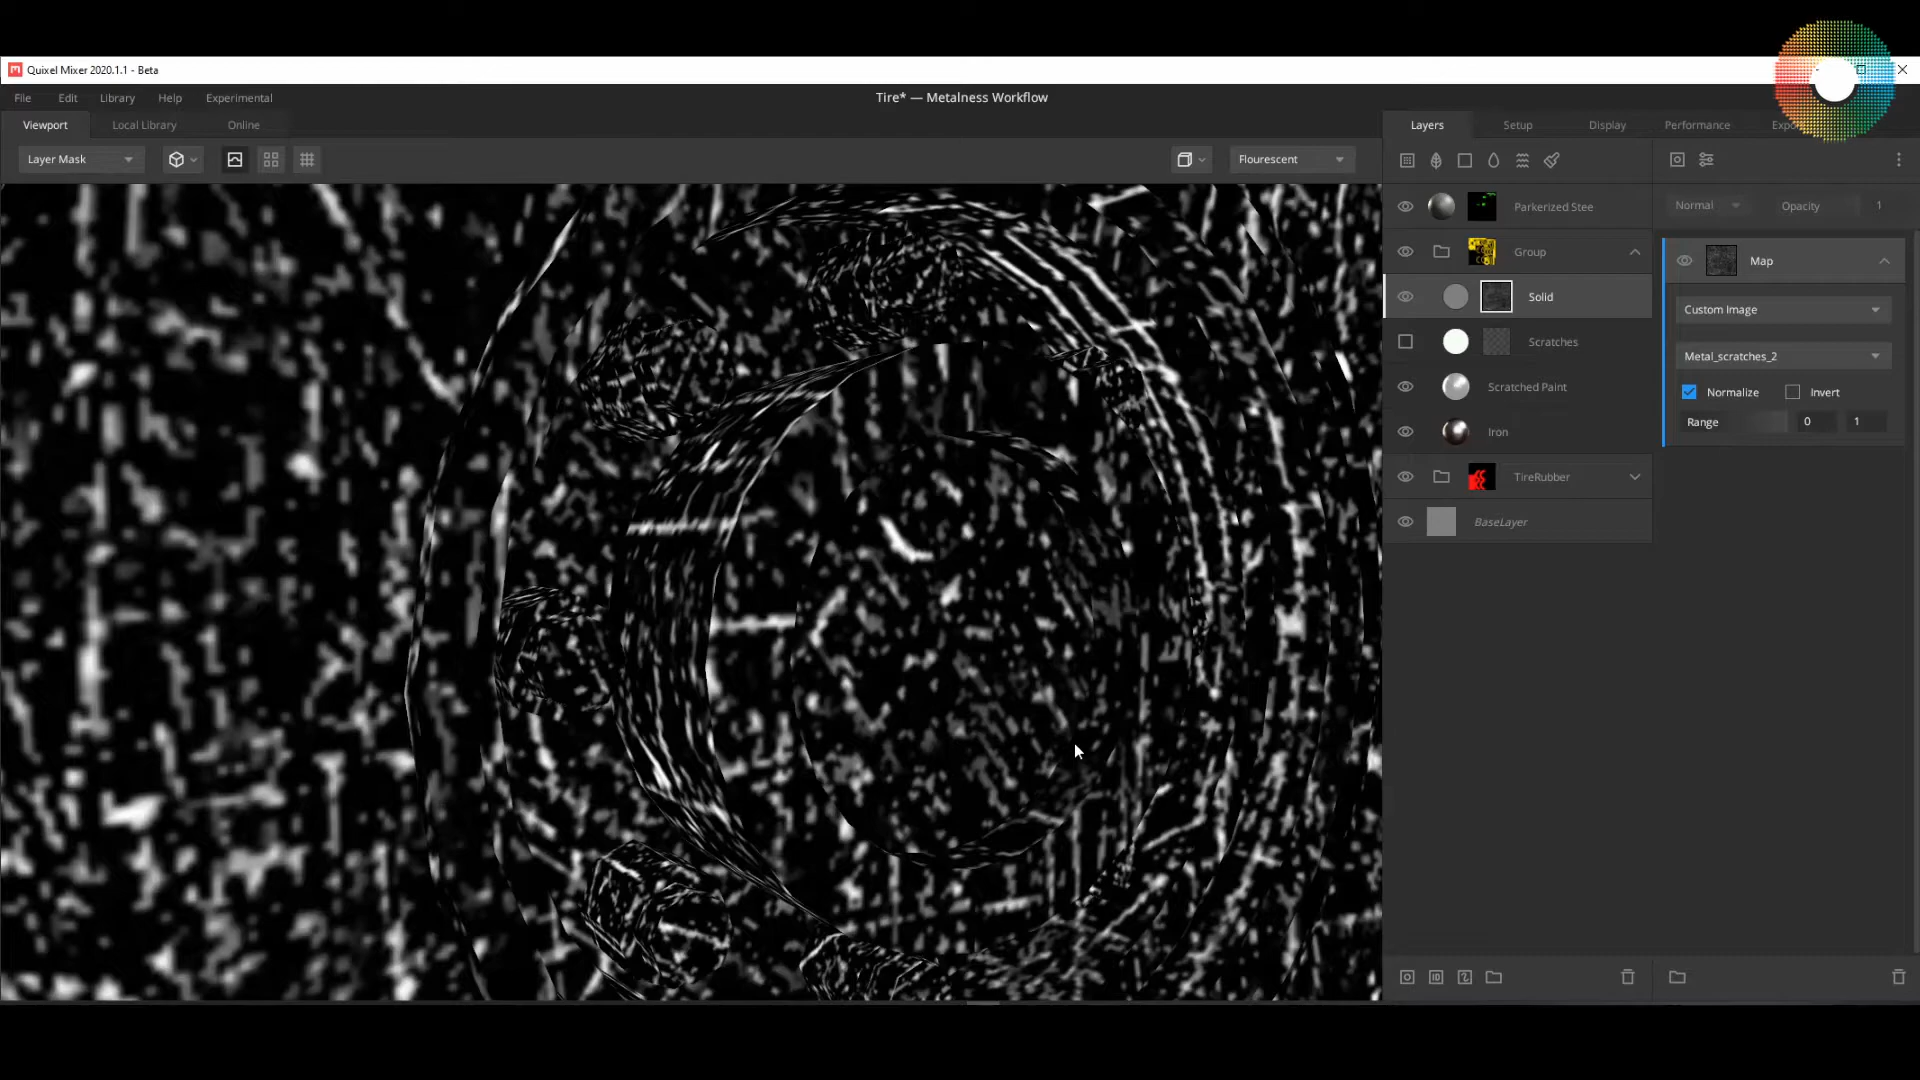 Quixel Mixer 2020.1.1 - Beta
File Edit Library Help Experimental
Tire* — Metalness Workflow
Viewport Local Library Online
Layers Setup Display Performance
Layer Mask
Flourescent
Parkerized Stee
Normal Opacity 1
Group
Map
Solid
Custom Image
Scratches
Metal_scratches_2
Scratched Paint
Normalize Invert
Range 0 1
Iron
TireRubber
BaseLayer